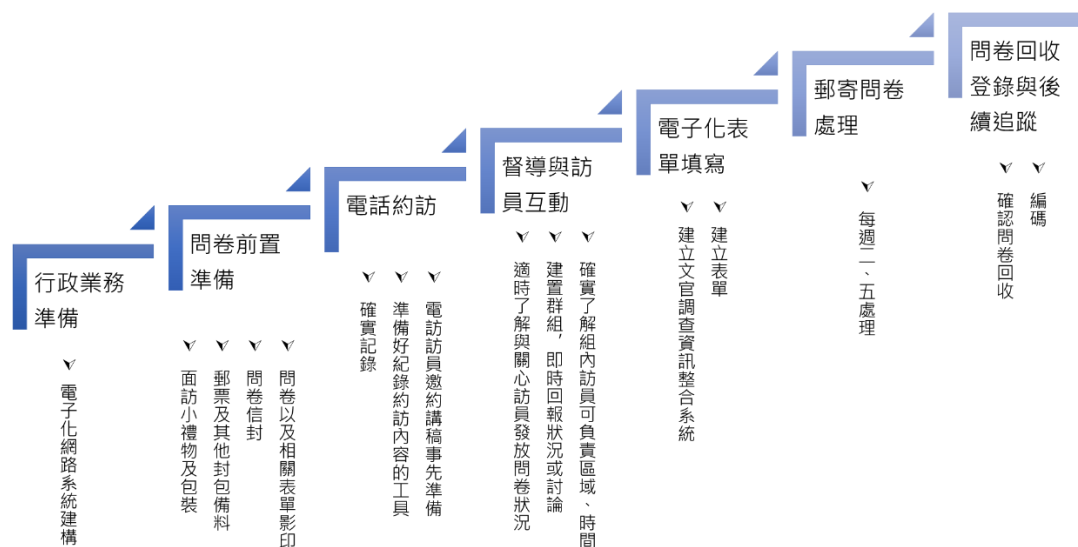 行政業務
準備
電子化網路系統建構
問卷前置
準備
問卷以及相關表單影印
問卷信封
郵票及其他封包備料
面訪小禮物及包裝
電話約訪
電訪訪員邀約講稿事先準備
準備好紀錄約訪內容的工具
確實記錄
督導與訪
員互動
確實了解組內訪員可負責區域、時間
建置群組，即時回報狀況或討論
適時了解與關心訪員發放問卷狀況
電子化表
單填寫
建立表單
建立文官調查資訊整合系統
郵寄問卷
處理
每週二、五處理
問卷回收
登錄與後
續追蹤
編碼
確認問卷回收